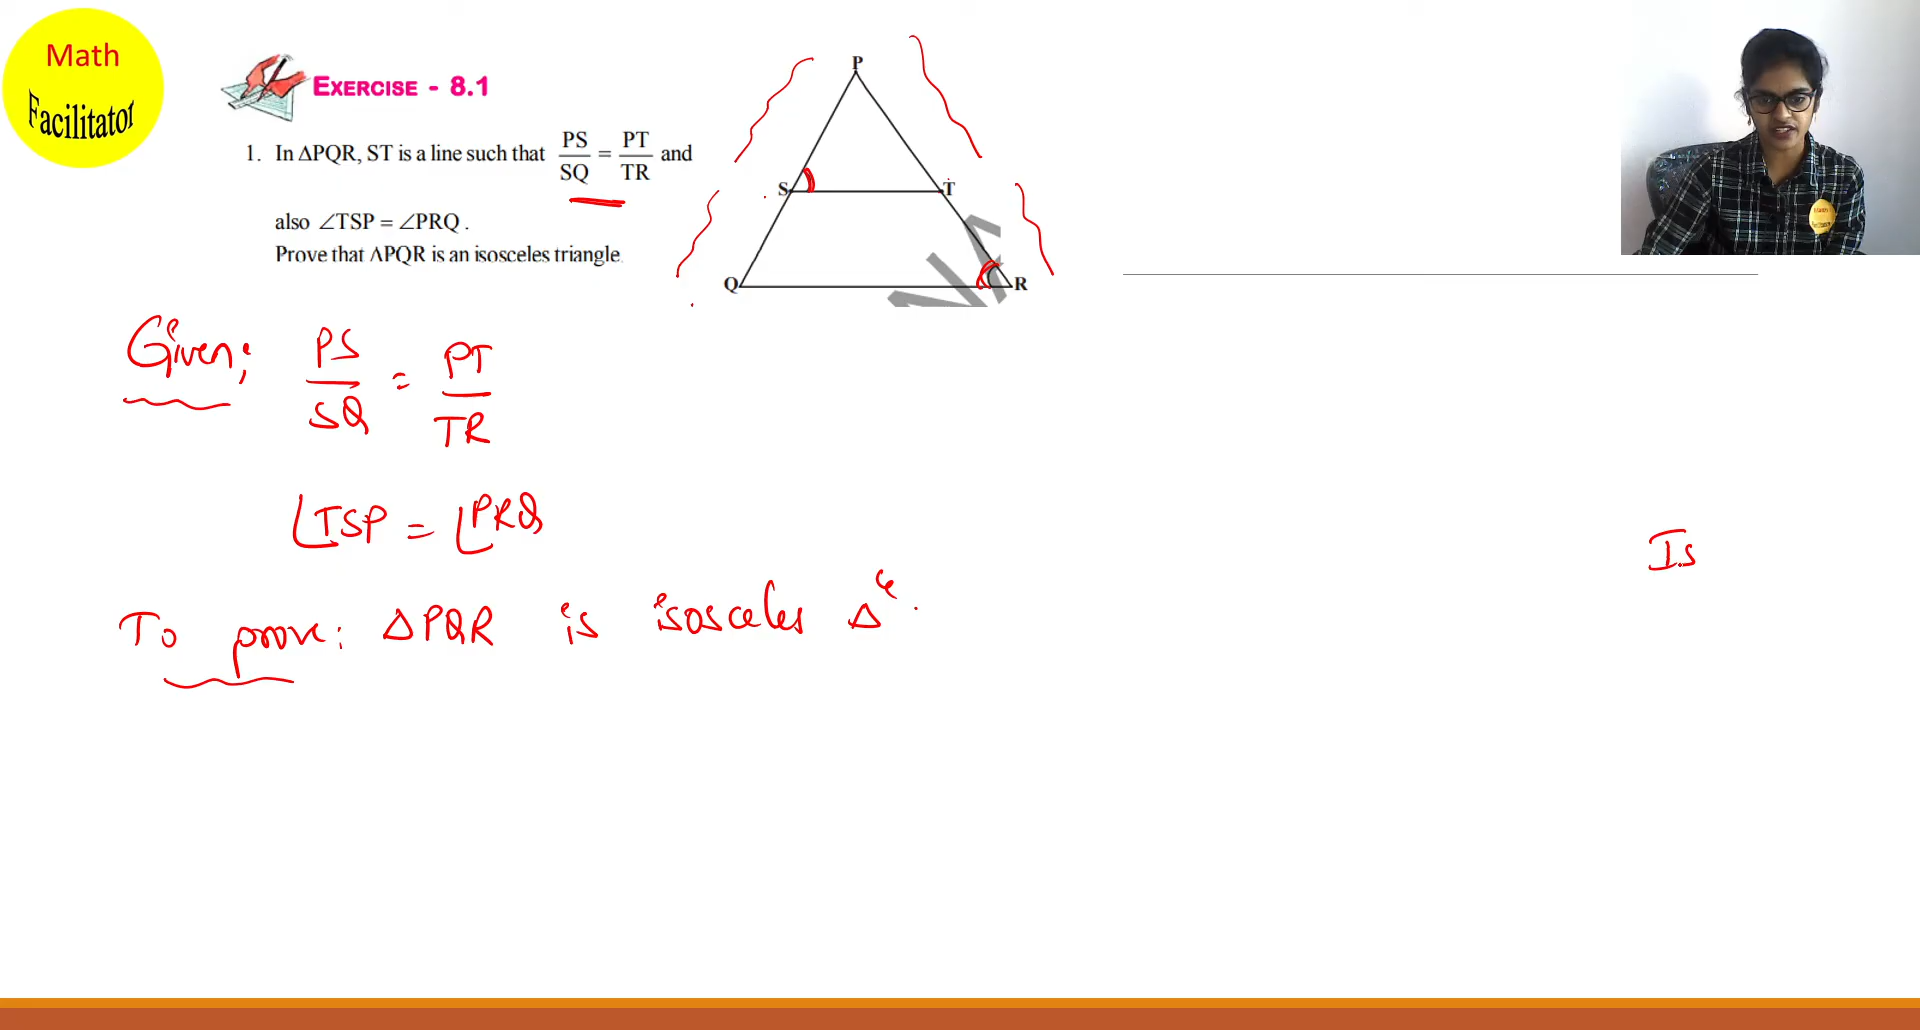 Math
Facilitator
EXERCISE - 8.1
1. In ΔPQR, ST is a line such that PS/SQ = PT/TR and
also ∠TSP = ∠PRQ.
Prove that ΔPQR is an isosceles triangle.
P
S
T
Q
R
Given: PS/SQ = PT/TR
∠TSP = ∠PRQ
To prove: ΔPQR is isosceles Δle.
Is